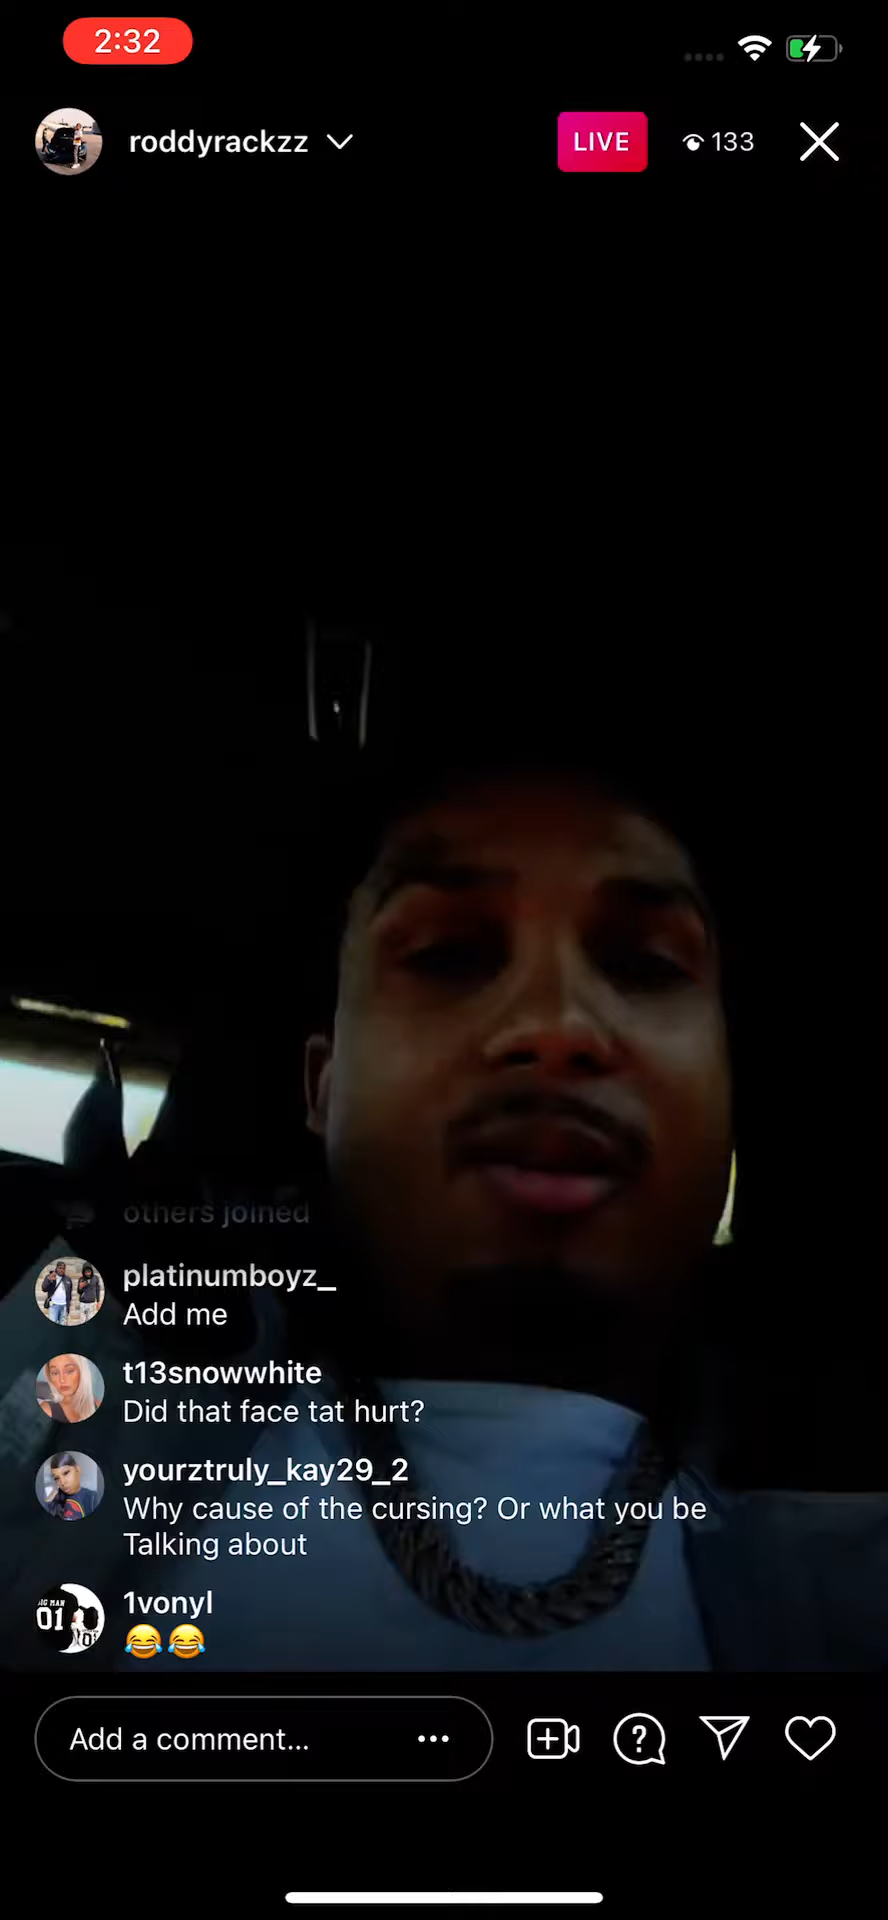 2:32
roddyrackzz
LIVE
133
others joined
platinumboyz_
Add me
t13snowwhite
Did that face tat hurt?
yourztruly_kay29_2
Why cause of the cursing? Or what you be
Talking about
01
1vonyl
😂😂
Add a comment...